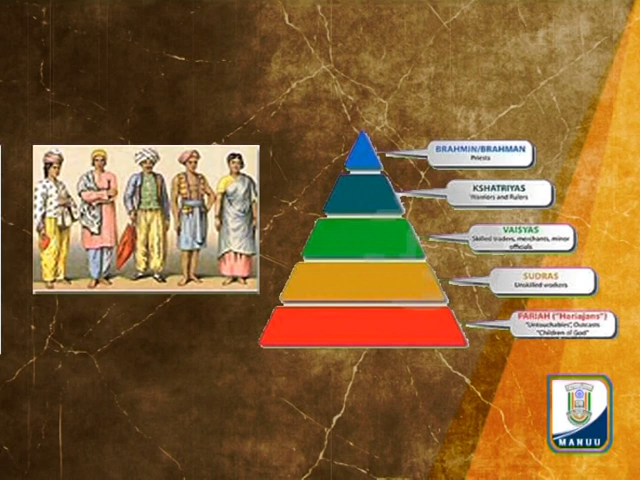 BRAHMIN/BRAHMAN
Priests
KSHATRIYAS
Warriors and Rulers
VAISYAS
Skilled traders, merchants, minor
officials
SUDRAS
Unskilled workers
PARIAH ("Harijans")
"Untouchables", Outcasts
"Children of God"
MANUU